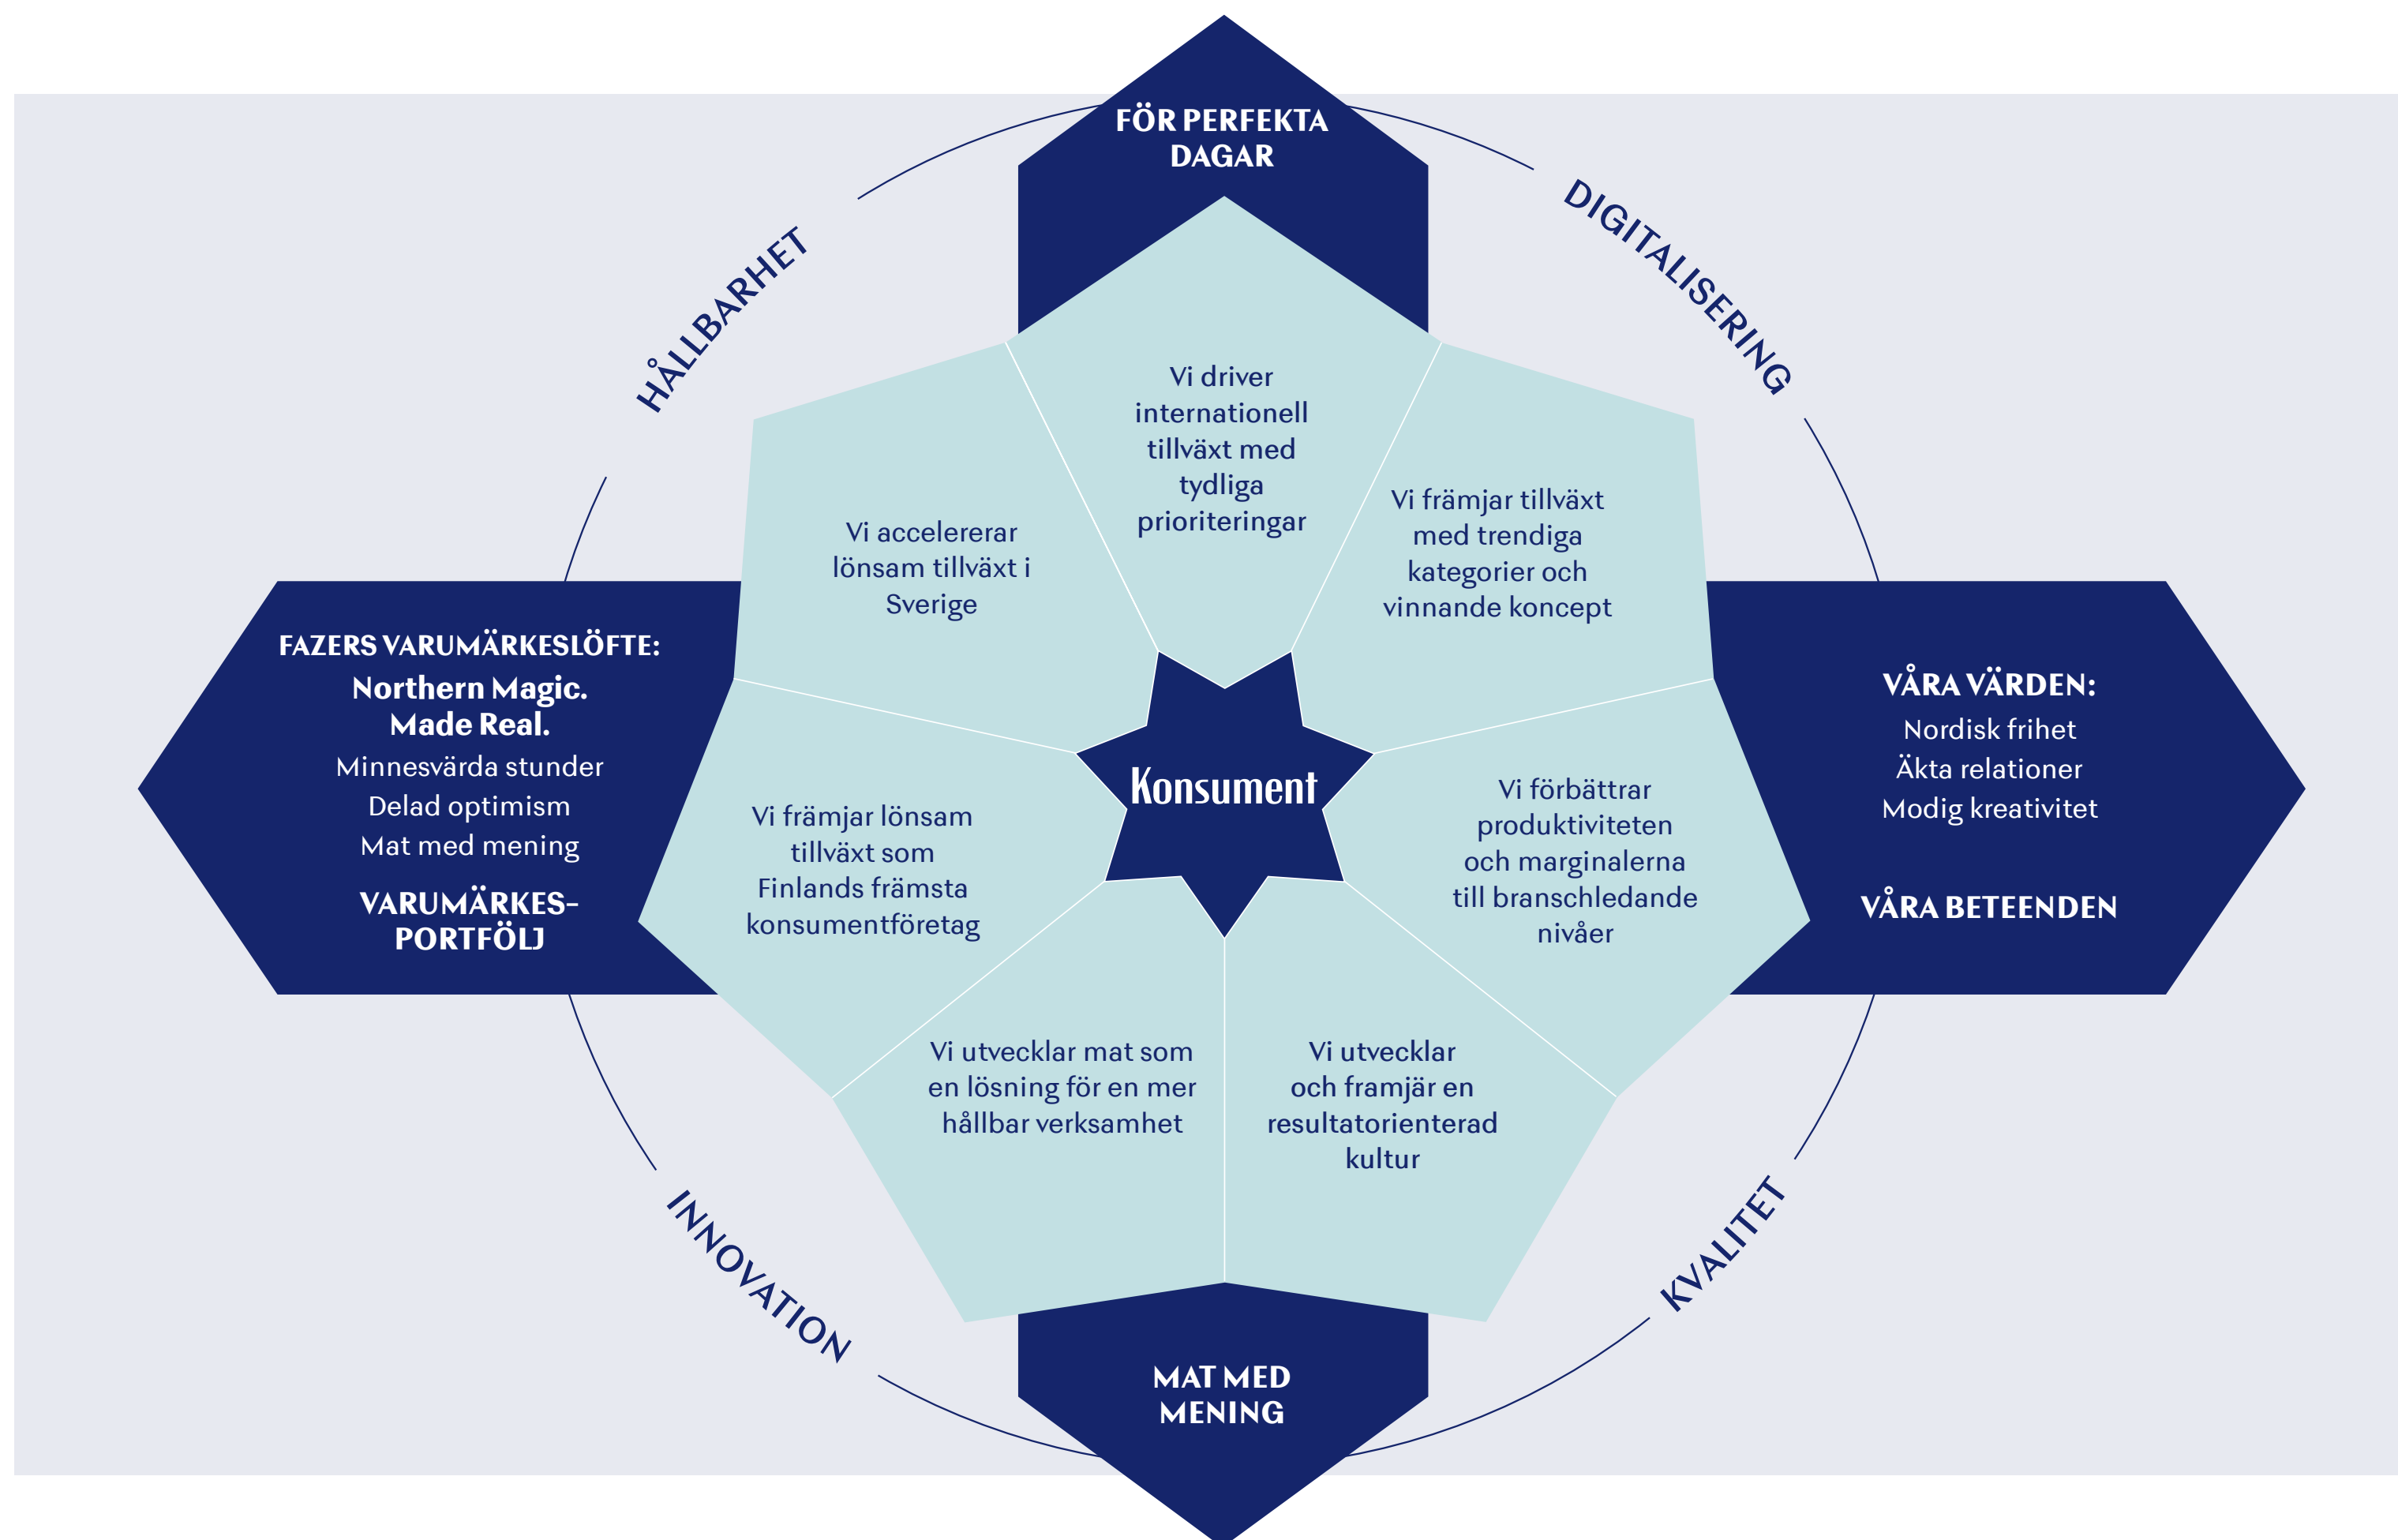 FÖR PERFEKTA
DAGAR
HÅLLBARHET
DIGITALISERING
Vi driver
internationell
tillväxt med
tydliga
prioriteringar
Vi främjar tillväxt
med trendiga
kategorier och
vinnande koncept
Vi accelererar
lönsam tillväxt i
Sverige
FAZERS VARUMÄRKESLÖFTE:
Northern Magic.
Made Real.
Minnesvärda stunder
Delad optimism
Mat med mening
VARUMÄRKES-
PORTFÖLJ
Konsument
VÅRA VÄRDEN:
Nordisk frihet
Äkta relationer
Modig kreativitet
VÅRA BETEENDEN
Vi främjar lönsam
tillväxt som
Finlands främsta
konsumentföretag
Vi förbättrar
produktiviteten
och marginalerna
till branschledande
nivåer
Vi utvecklar mat som
en lösning för en mer
hållbar verksamhet
Vi utvecklar
och framjär en
resultatorienterad
kultur
INNOVATION
KVALITET
MAT MED
MENING